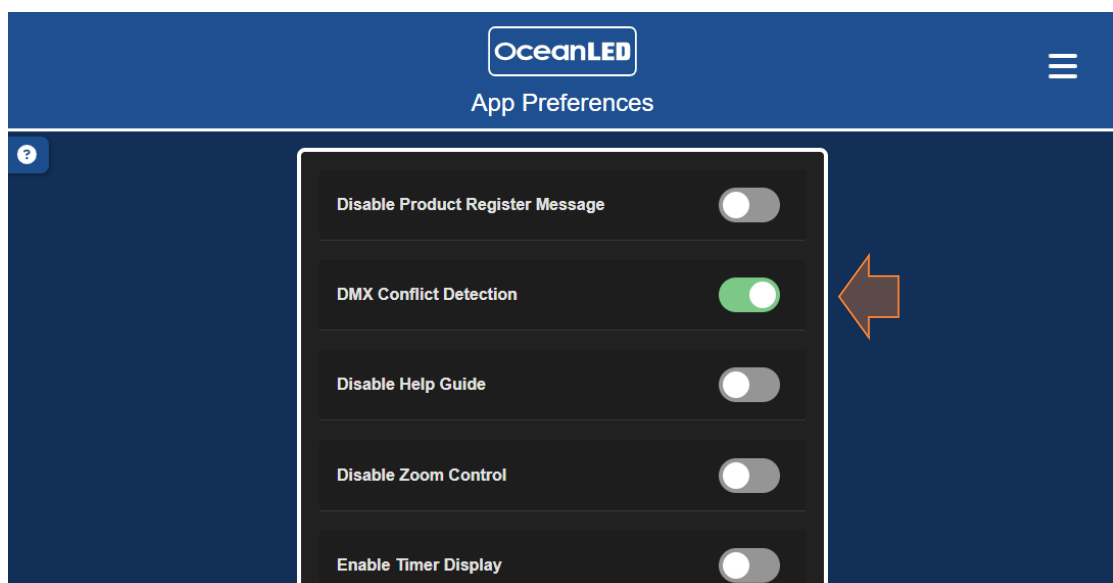 OceanLED
App Preferences
?
Disable Product Register Message
DMX Conflict Detection
Disable Help Guide
Disable Zoom Control
Enable Timer Display